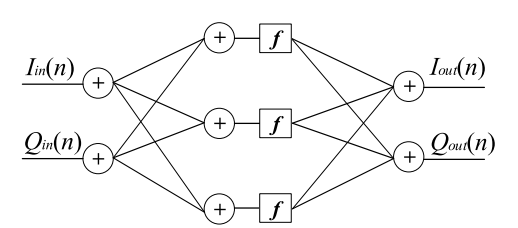 + f
I_in(n) + + I_out(n)
+ f
Q_in(n) + + Q_out(n)
+ f